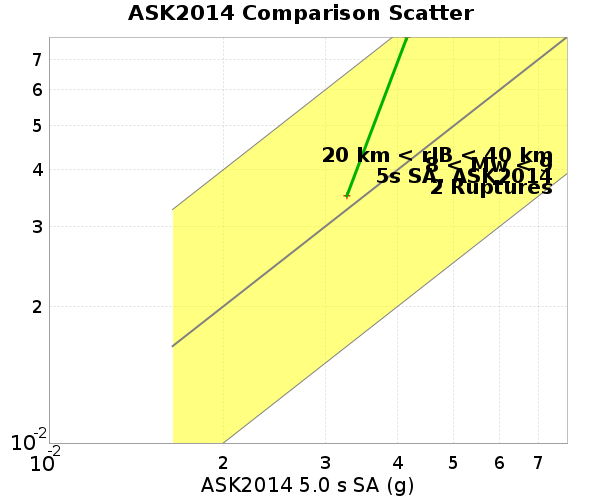 ASK2014 Comparison Scatter
7
6
5
4
3
2
10-2
20 km < rJB < 40 km
8 < Mw < 9
5s SA, ASK2014
2 Ruptures
10-2
2
3
4
5
6
7
ASK2014 5.0 s SA (g)